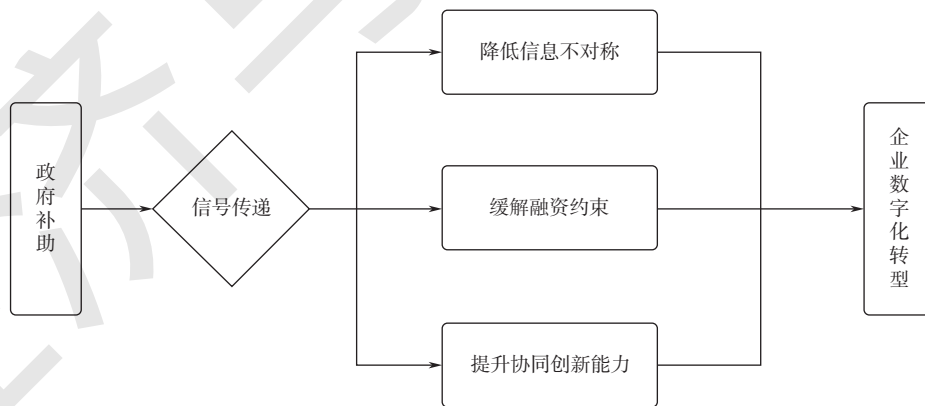 政府补助
信号传递
降低信息不对称
缓解融资约束
提升协同创新能力
企业数字化转型